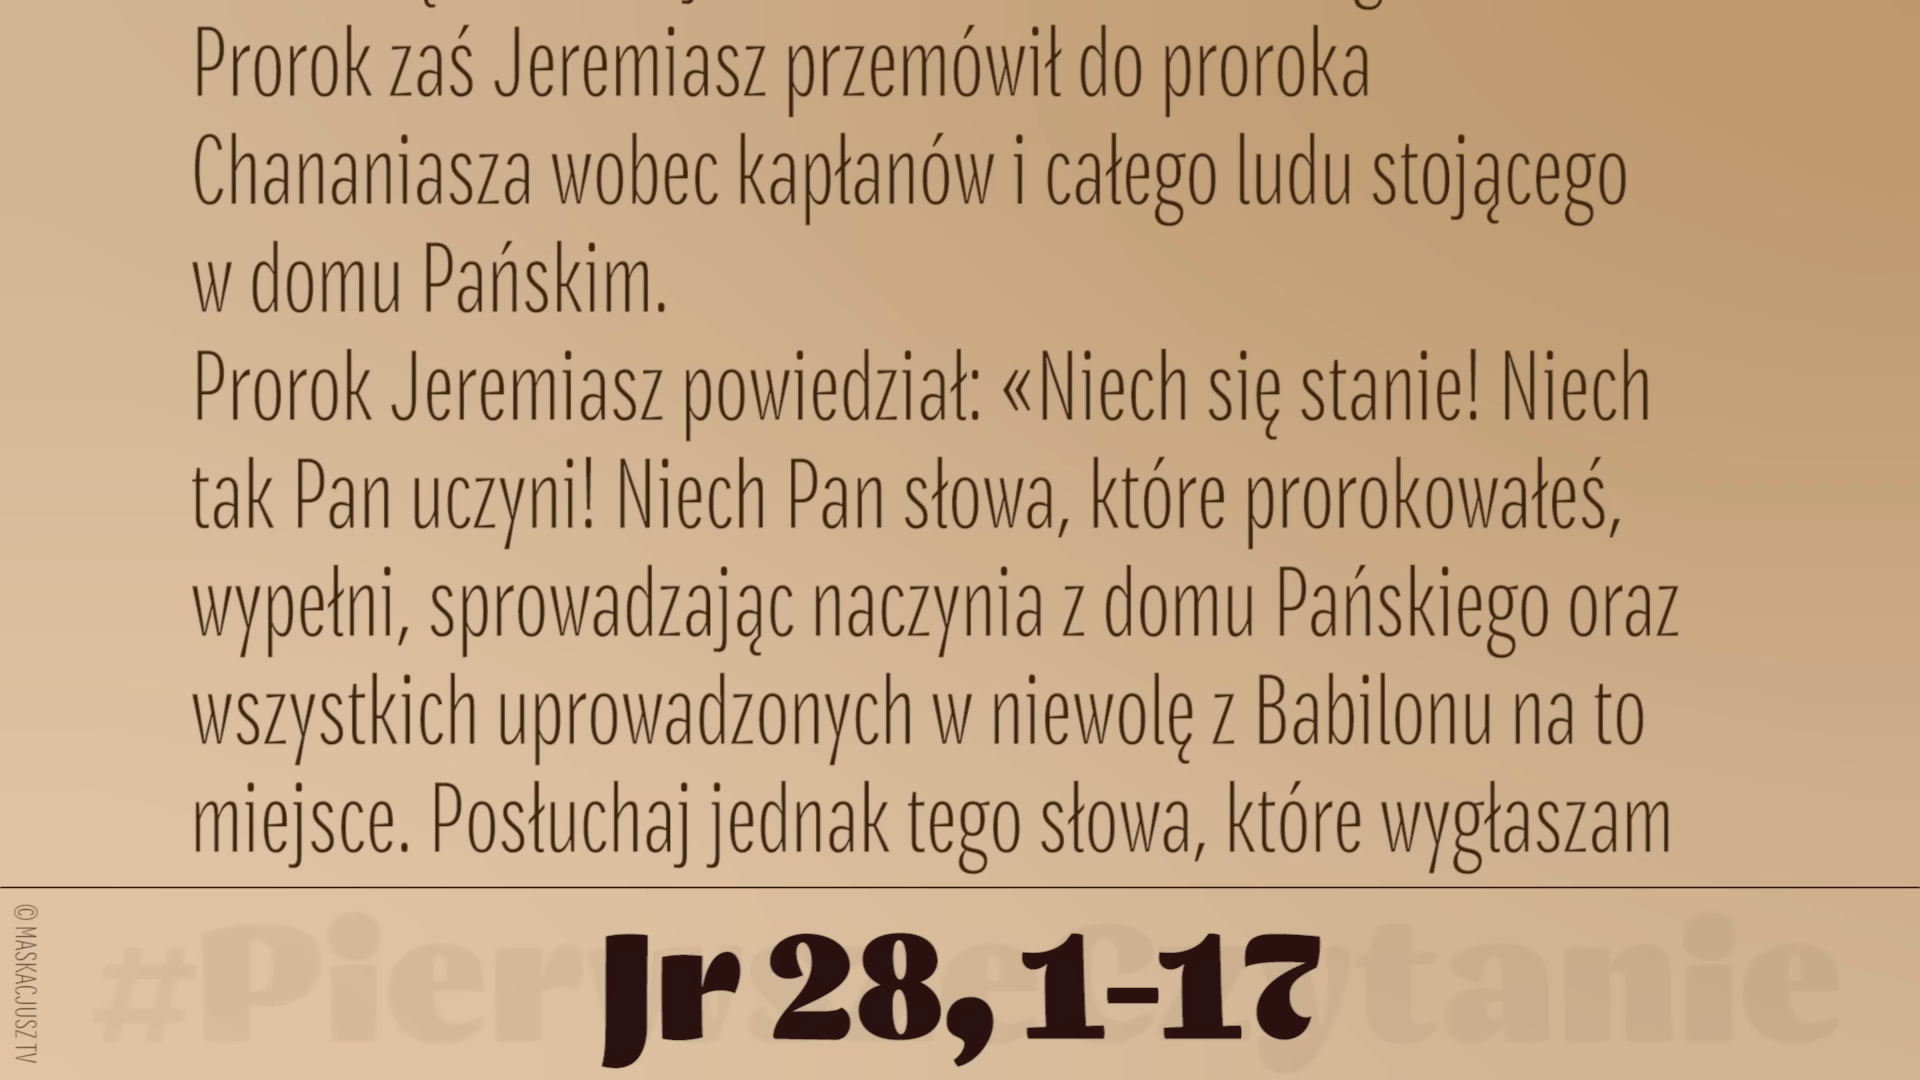 Prorok zaś Jeremiasz przemówił do proroka
Chananiasza wobec kapłanów i całego ludu stojącego
w domu Pańskim.
Prorok Jeremiasz powiedział: «Niech się stanie! Niech
tak Pan uczyni! Niech Pan słowa, które prorokowałeś,
wypełni, sprowadzając naczynia z domu Pańskiego oraz
wszystkich uprowadzonych w niewolę z Babilonu na to
miejsce. Posłuchaj jednak tego słowa, które wygłaszam
#PierwszeCzytanie
Jr 28, 1-17
© MASKACJUSZ TV